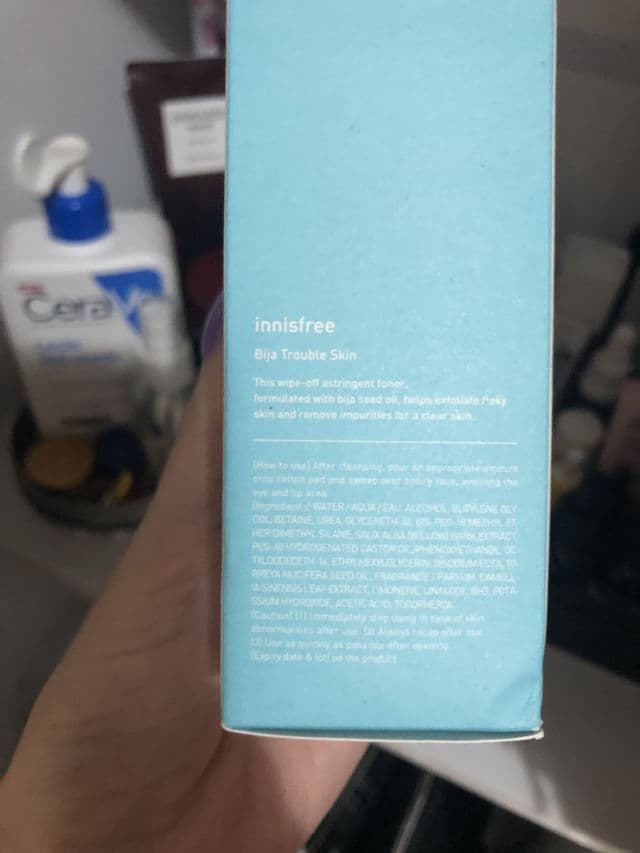 CeraV
innisfree
Bija Trouble Skin
This wipe-off astringent toner,
formulated with bija seed oil, helps exfoliate flaky
skin and remove impurities for a clear skin.
[How to use] After cleansing, pour an appropriate amount
onto cotton pad and sweep over entire face, avoiding the
eye and lip area.
[Ingredients] WATER / AQUA / EAU, ALCOHOL, BUTYLENE GLY-
COL, BETAINE, UREA, GLYCERETH-26, BIS-PEG-18 METHYL ET-
HER DIMETHYL SILANE, SALIX ALBA (WILLOW) BARK EXTRACT,
PEG-60 HYDROGENATED CASTOR OIL, PHENOXYETHANOL, OC-
TYLDODECETH-16, ETHYLHEXYLGLYCERIN, DISODIUM EDTA, TO-
RREYA NUCIFERA SEED OIL, FRAGRANCE / PARFUM, CAMELL-
IA SINENSIS LEAF EXTRACT, LIMONENE, LINALOOL, BHT, POTA-
SSIUM HYDROXIDE, ACETIC ACID, TOCOPHEROL
[Caution] (1) Immediately stop using in case of skin
abnormalities after use. (2) Always recap after use
(3) Use as quickly as possible after opening
[Expiry date & lot] on the product